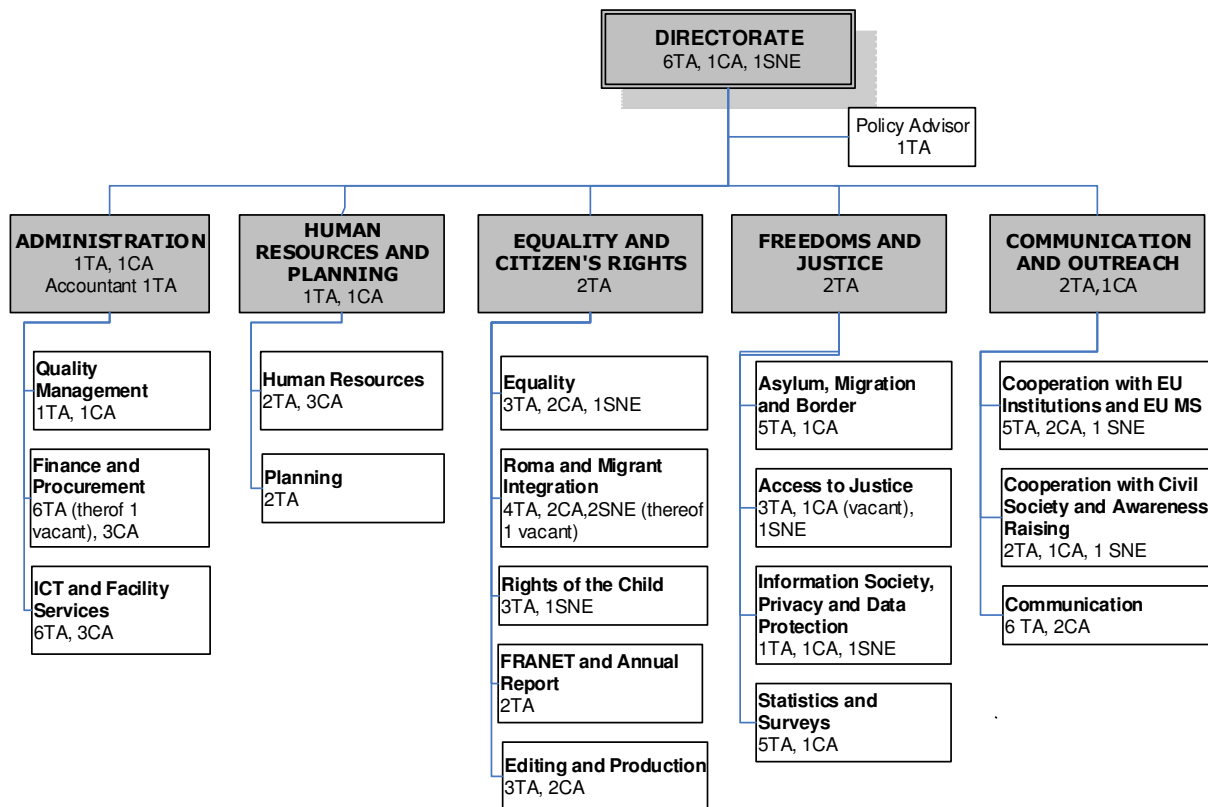 DIRECTORATE
6TA, 1CA, 1SNE
Policy Advisor
1TA
ADMINISTRATION
1TA, 1CA
Accountant 1TA
Quality
Management
1TA, 1CA
Finance and
Procurement
6TA (therof 1
vacant), 3CA
ICT and Facility
Services
6TA, 3CA
HUMAN
RESOURCES AND
PLANNING
1TA, 1CA
Human Resources
2TA, 3CA
Planning
2TA
EQUALITY AND
CITIZEN'S RIGHTS
2TA
Equality
3TA, 2CA, 1SNE
Roma and Migrant
Integration
4TA, 2CA,2SNE (thereof
1 vacant)
Rights of the Child
3TA, 1SNE
FRANET and Annual
Report
2TA
Editing and Production
3TA, 2CA
FREEDOMS AND
JUSTICE
2TA
Asylum, Migration
and Border
5TA, 1CA
Access to Justice
3TA, 1CA (vacant),
1SNE
Information Society,
Privacy and Data
Protection
1TA, 1CA, 1SNE
Statistics and
Surveys
5TA, 1CA
COMMUNICATION
AND OUTREACH
2TA,1CA
Cooperation with EU
Institutions and EU MS
5TA, 2CA, 1 SNE
Cooperation with Civil
Society and Awareness
Raising
2TA, 1CA, 1 SNE
Communication
6 TA, 2CA